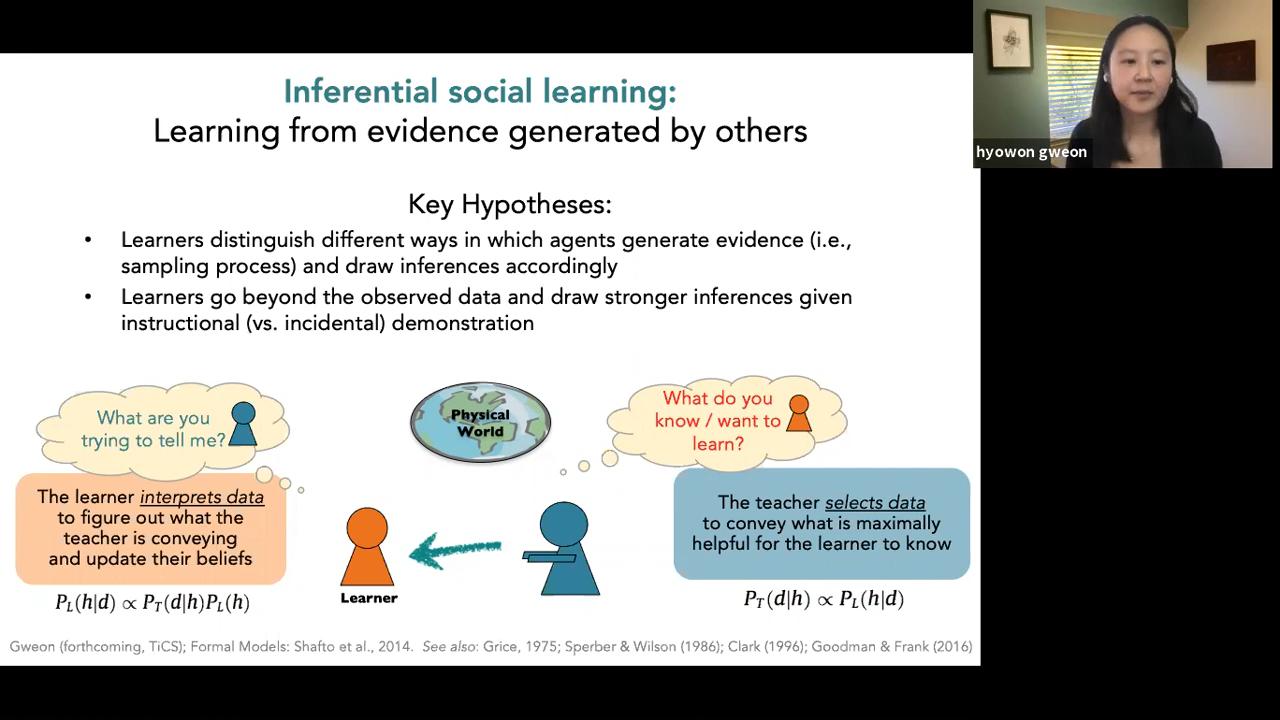 Inferential social learning:
Learning from evidence generated by others
hyowon gweon
Key Hypotheses:
• Learners distinguish different ways in which agents generate evidence (i.e.,
sampling process) and draw inferences accordingly
• Learners go beyond the observed data and draw stronger inferences given
instructional (vs. incidental) demonstration
What are you
trying to tell me?
Physical
World
What do you
know / want to
learn?
The learner interprets data
to figure out what the
teacher is conveying
and update their beliefs
The teacher selects data
to convey what is maximally
helpful for the learner to know
Learner
P_L(h|d) ∝ P_T(d|h)P_L(h)
P_T(d|h) ∝ P_L(h|d)
Gweon (forthcoming, TiCS); Formal Models: Shafto et al., 2014. See also: Grice, 1975; Sperber & Wilson (1986); Clark (1996); Goodman & Frank (2016)